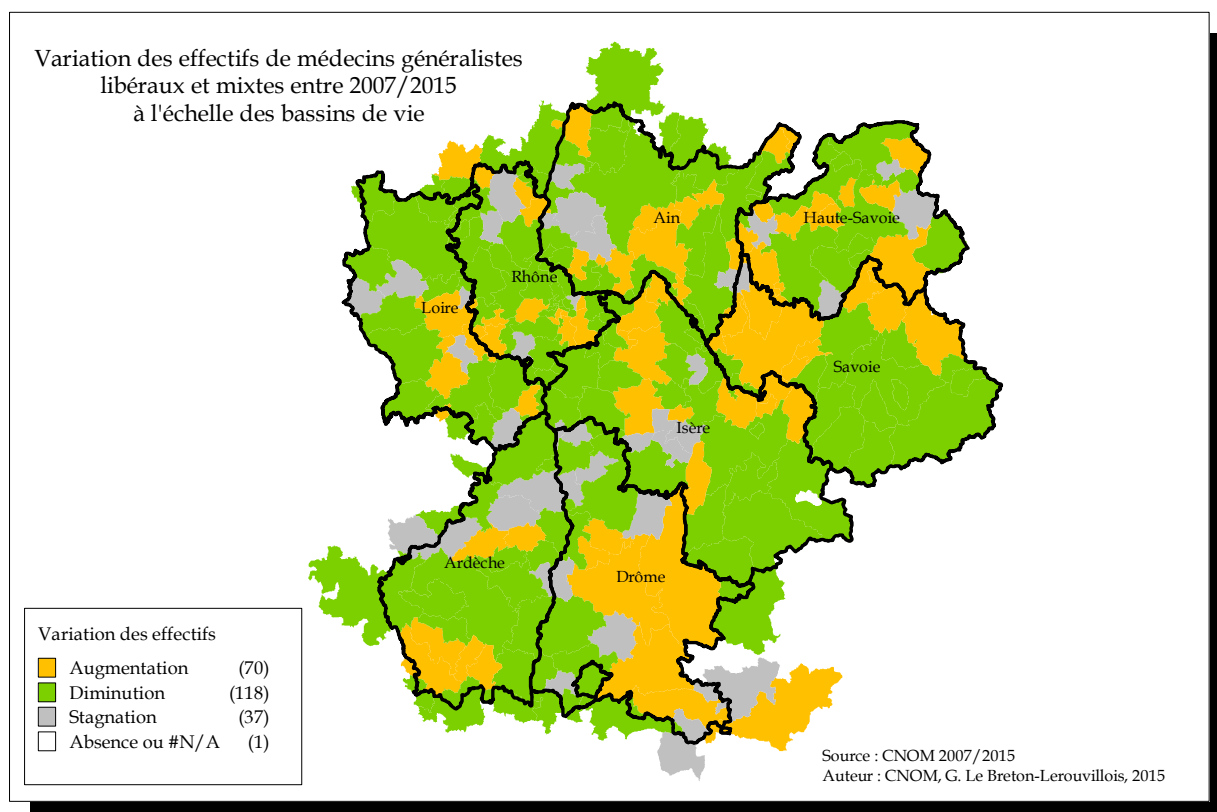 Variation des effectifs de médecins généralistes
libéraux et mixtes entre 2007/2015
à l'échelle des bassins de vie
Ain
Haute-Savoie
Rhône
Loire
Savoie
Isère
Ardèche
Drôme
Variation des effectifs
Augmentation (70)
Diminution (118)
Stagnation (37)
Absence ou #N/A (1)
Source : CNOM 2007/2015
Auteur : CNOM, G. Le Breton-Lerouvillois, 2015